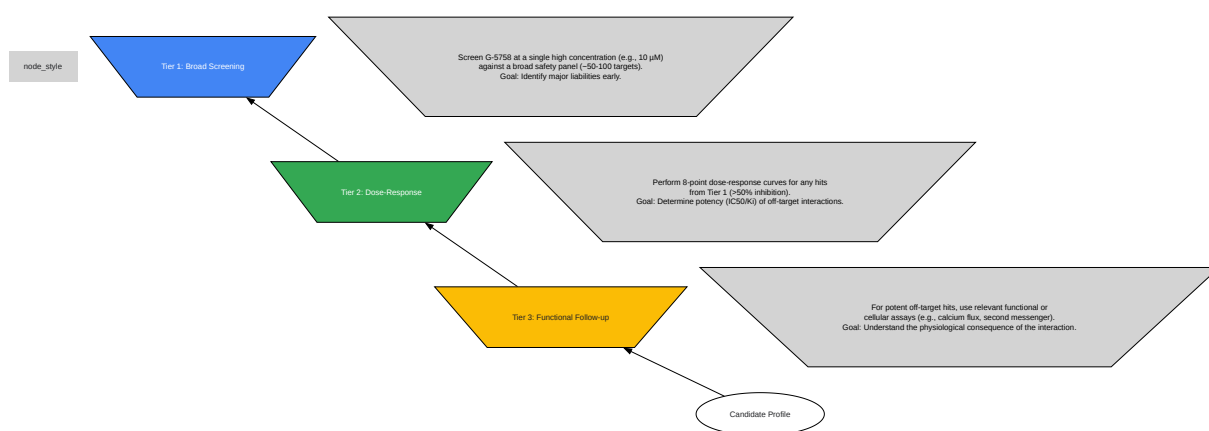 node_style
Tier 1: Broad Screening
Screen G-5758 at a single high concentration (e.g., 10 µM)
against a broad safety panel (~50-100 targets).
Goal: Identify major liabilities early.
Tier 2: Dose-Response
Perform 8-point dose-response curves for any hits
from Tier 1 (>50% inhibition).
Goal: Determine potency (IC50/Ki) of off-target interactions.
Tier 3: Functional Follow-up
For potent off-target hits, use relevant functional or
cellular assays (e.g., calcium flux, second messenger).
Goal: Understand the physiological consequence of the interaction.
Candidate Profile